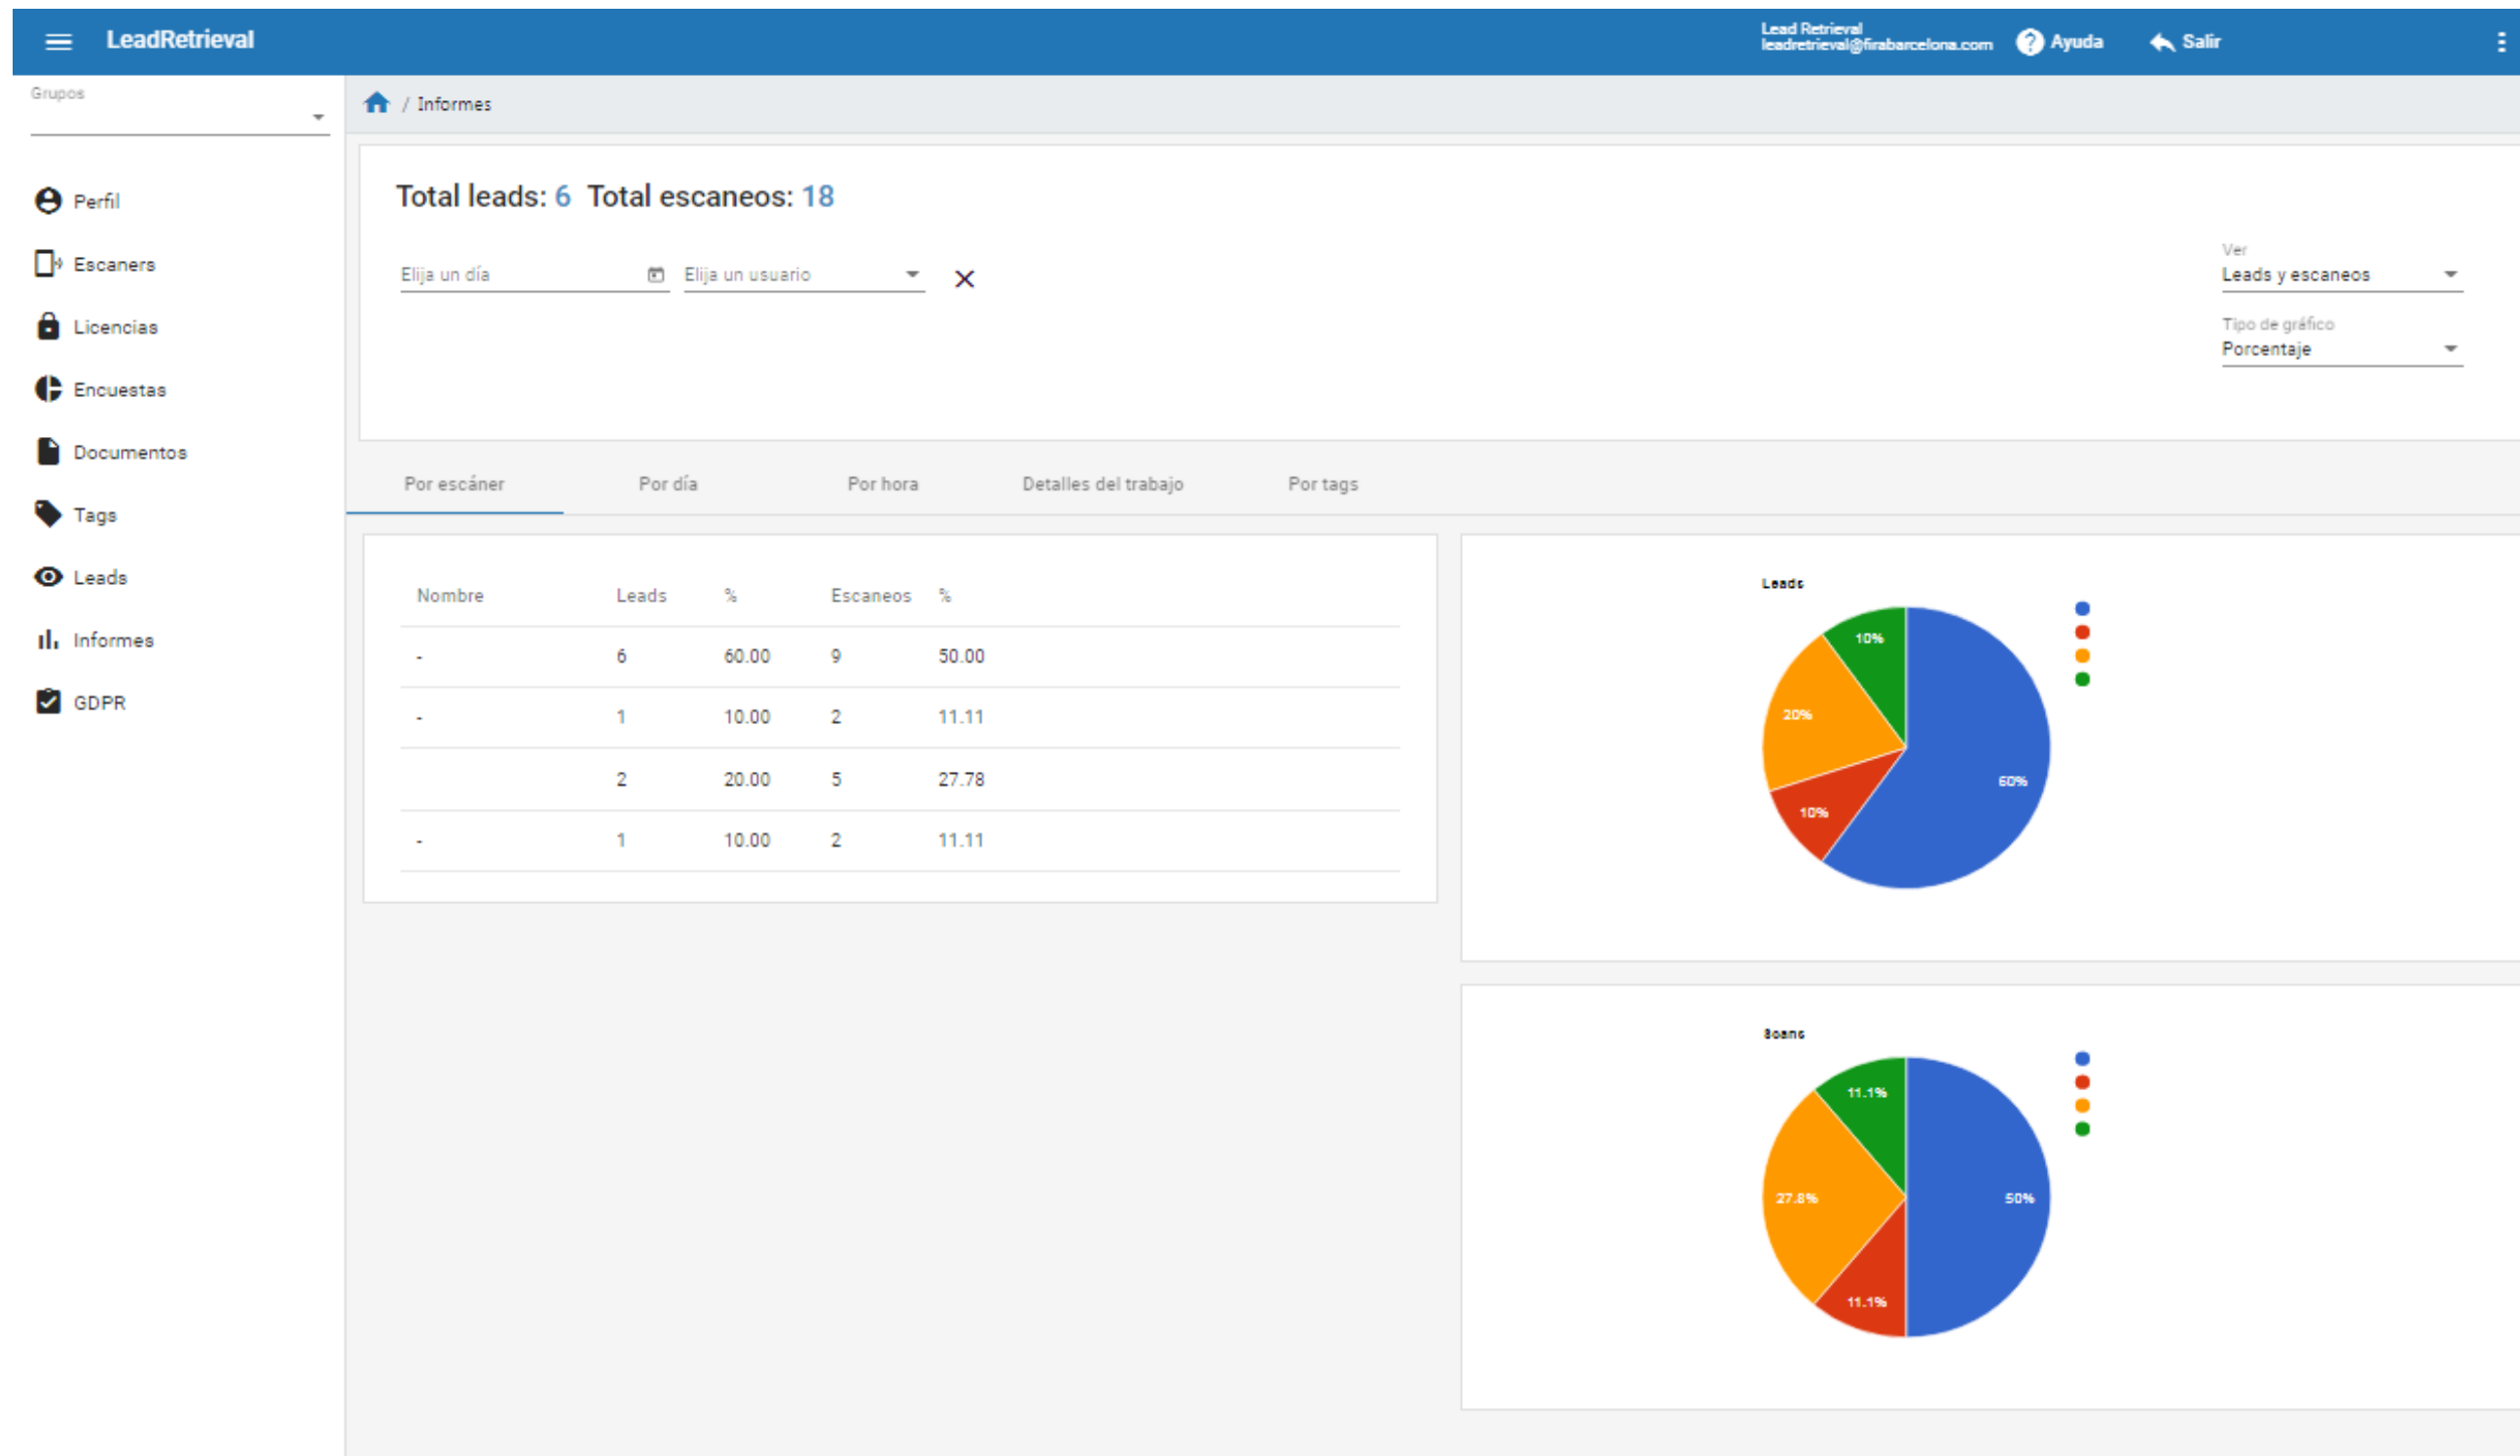 LeadRetrieval
Lead Retrieval
leadretrieval@firabarcelona.com
Ayuda
Salir
Grupos
/ Informes
Perfil
Escaners
Licencias
Encuestas
Documentos
Tags
Leads
Informes
GDPR
Total leads: 6 Total escaneos: 18
Elija un día
Elija un usuario
Ver
Leads y escaneos
Tipo de gráfico
Porcentaje
Por escáner Por día Por hora Detalles del trabajo Por tags
Nombre Leads % Escaneos %
- 6 60.00 9 50.00
- 1 10.00 2 11.11
2 20.00 5 27.78
- 1 10.00 2 11.11
Leads
10%
20%
60%
10%
Scans
11.1%
27.8%
50%
11.1%